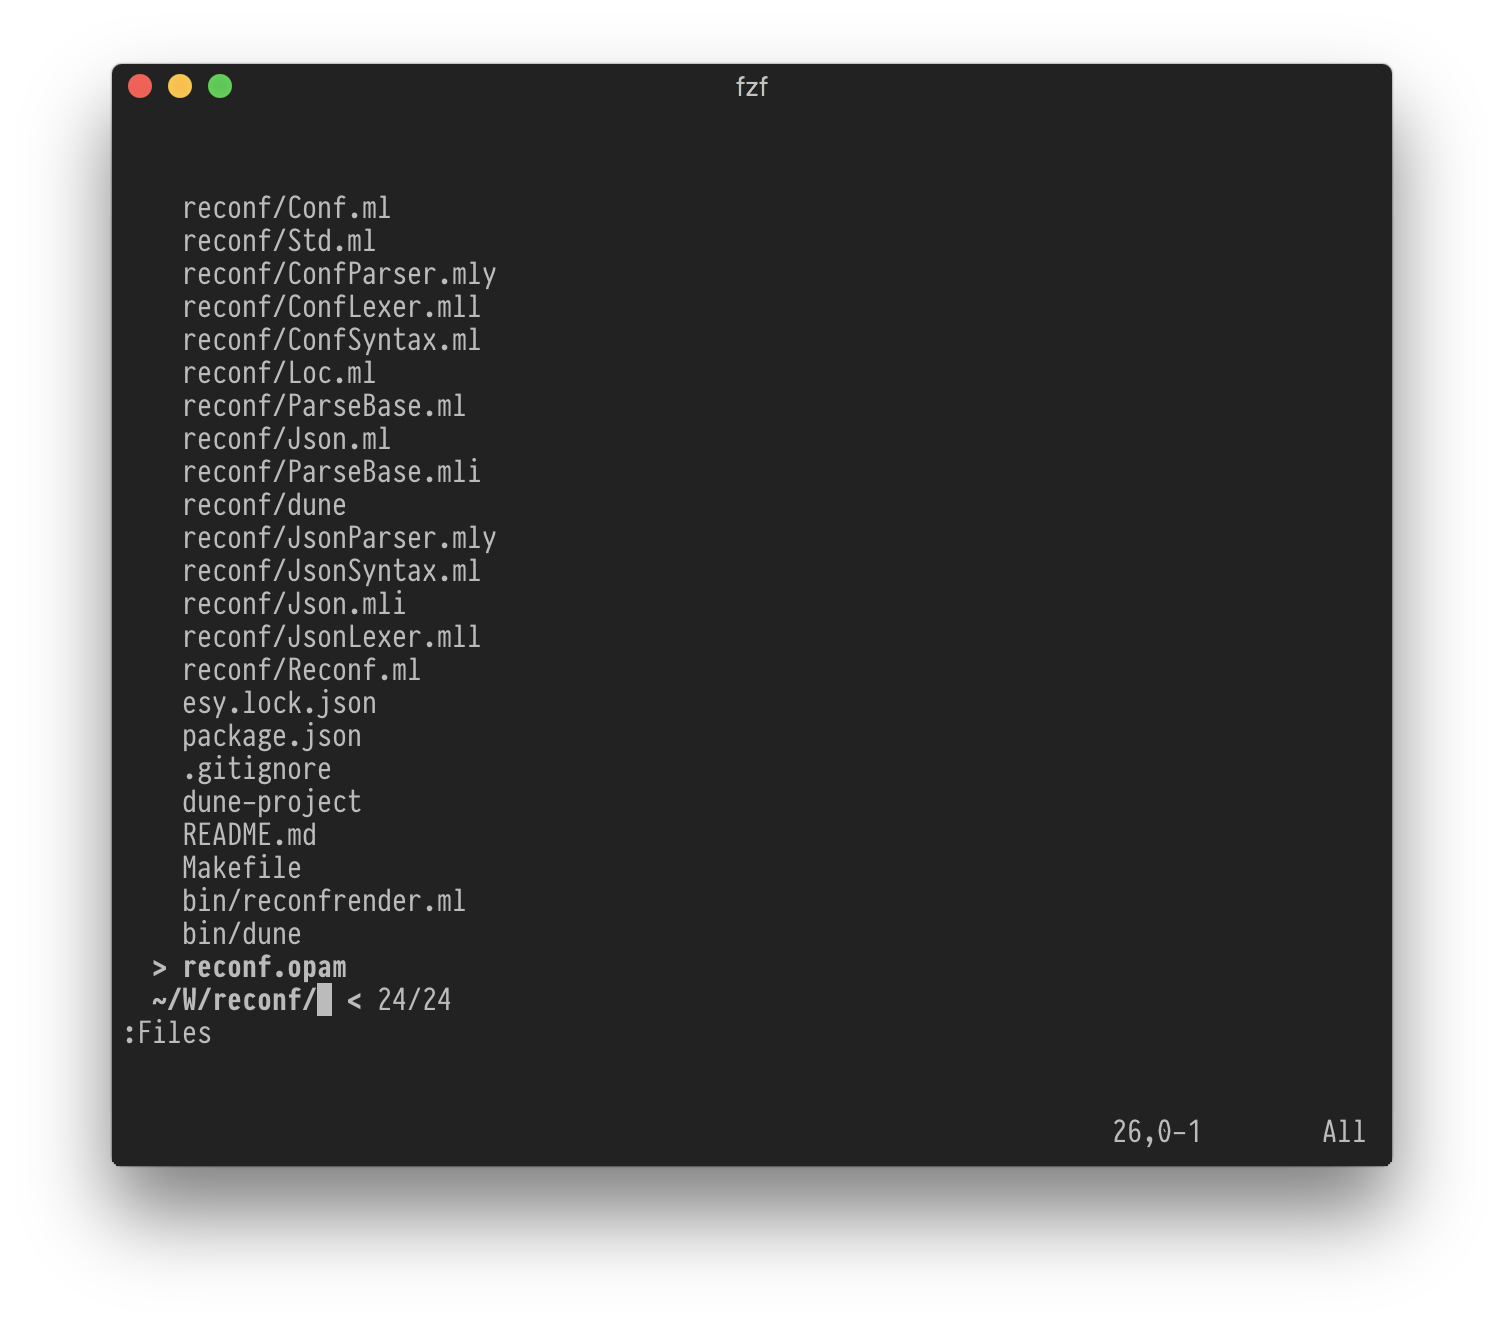 fzf
reconf/Conf.ml
reconf/Std.ml
reconf/ConfParser.mly
reconf/ConfLexer.mll
reconf/ConfSyntax.ml
reconf/Loc.ml
reconf/ParseBase.ml
reconf/Json.ml
reconf/ParseBase.mli
reconf/dune
reconf/JsonParser.mly
reconf/JsonSyntax.ml
reconf/Json.mli
reconf/JsonLexer.mll
reconf/Reconf.ml
esy.lock.json
package.json
.gitignore
dune-project
README.md
Makefile
bin/reconfrender.ml
bin/dune
> reconf.opam
~/W/reconf/ < 24/24
:Files
26,0-1 All